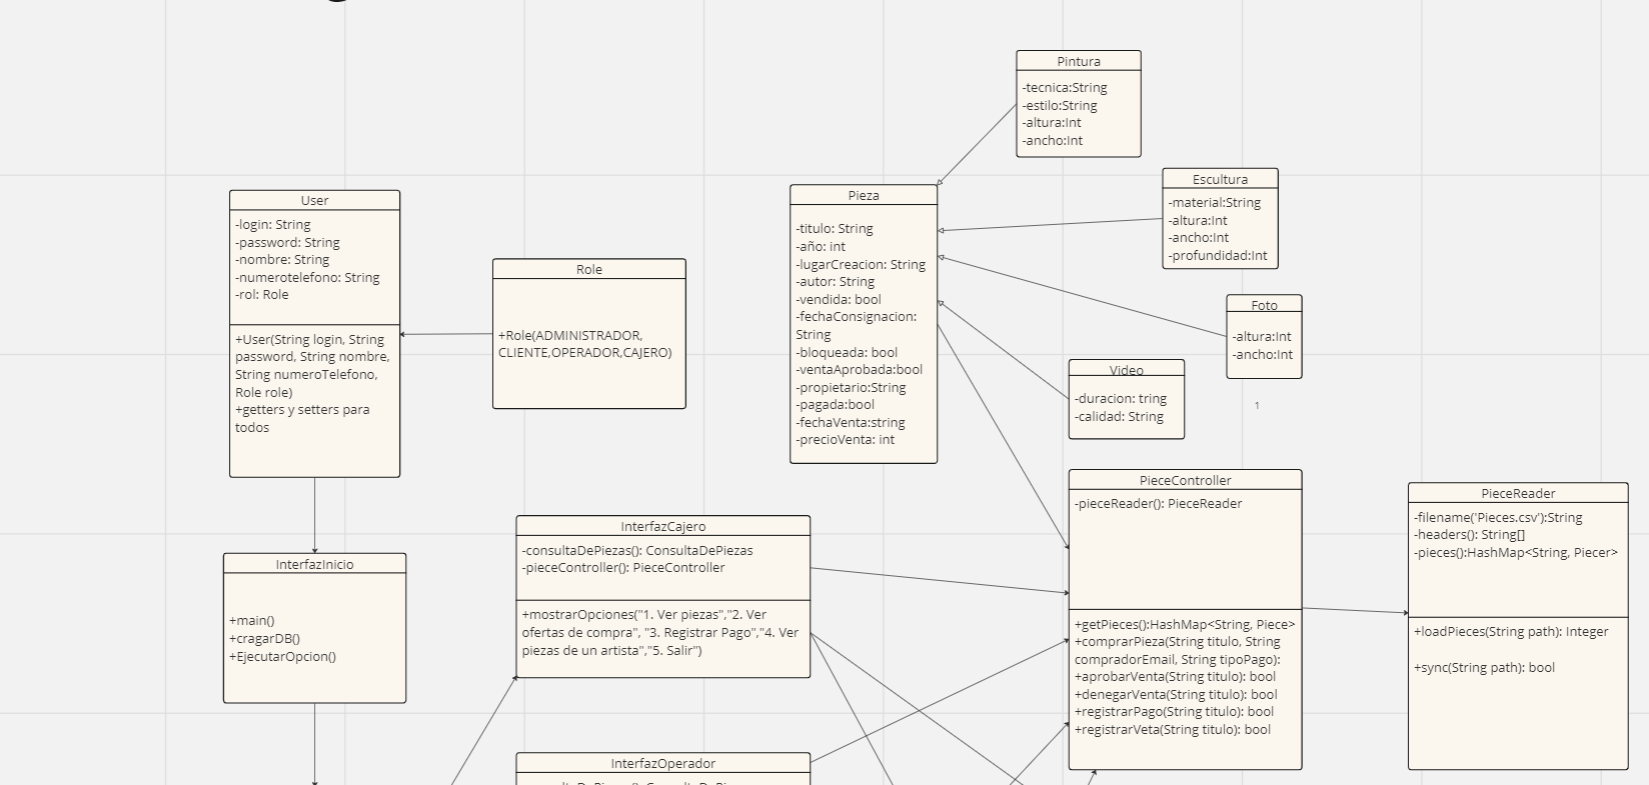 Pintura
-tecnica:String
-estilo:String
-altura:Int
-ancho:Int
Escultura
-material:String
-altura:Int
-ancho:Int
-profundidad:Int
User
-login: String
-password: String
-nombre: String
-numerotelefono: String
-rol: Role
+User(String login, String
password, String nombre,
String numeroTelefono,
Role role)
+getters y setters para
todos
Role
+Role(ADMINISTRADOR,
CLIENTE,OPERADOR,CAJERO)
Pieza
-titulo: String
-año: int
-lugarCreacion: String
-autor: String
-vendida: bool
-fechaConsignacion:
String
-bloqueada: bool
-ventaAprobada:bool
-propietario:String
-pagada:bool
-fechaVenta:string
-precioVenta: int
Foto
-altura:Int
-ancho:Int
Video
-duracion: tring
-calidad: String
1
InterfazInicio
+main()
+cragarDB()
+EjecutarOpcion()
InterfazCajero
-consultaDePiezas(): ConsultaDePiezas
-pieceController(): PieceController
+mostrarOpciones("1. Ver piezas","2. Ver
ofertas de compra", "3. Registrar Pago","4. Ver
piezas de un artista","5. Salir")
PieceController
-pieceReader(): PieceReader
+getPieces():HashMap<String, Piece>
+comprarPieza(String titulo, String
compradorEmail, String tipoPago):
+aprobarVenta(String titulo): bool
+denegarVenta(String titulo): bool
+registrarPago(String titulo): bool
+registrarVeta(String titulo): bool
PieceReader
-filename('Pieces.csv'):String
-headers(): String[]
-pieces():HashMap<String, Piecer>
+loadPieces(String path): Integer
+sync(String path): bool
InterfazOperador